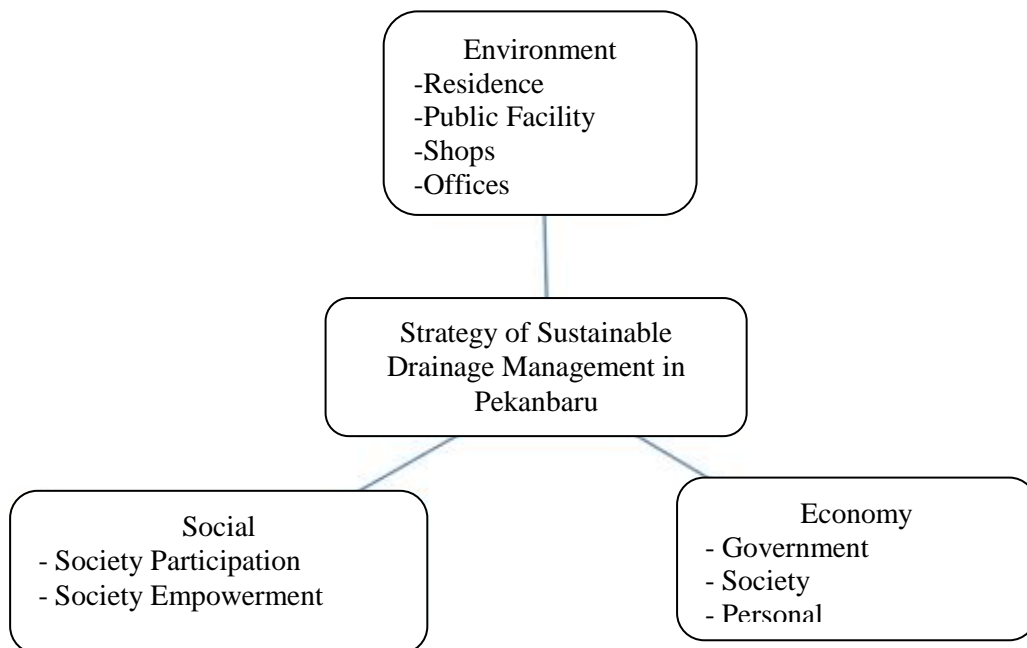 Environment
-Residence
-Public Facility
-Shops
-Offices
Strategy of Sustainable
Drainage Management in
Pekanbaru
Social
- Society Participation
- Society Empowerment
Economy
- Government
- Society
- Personal